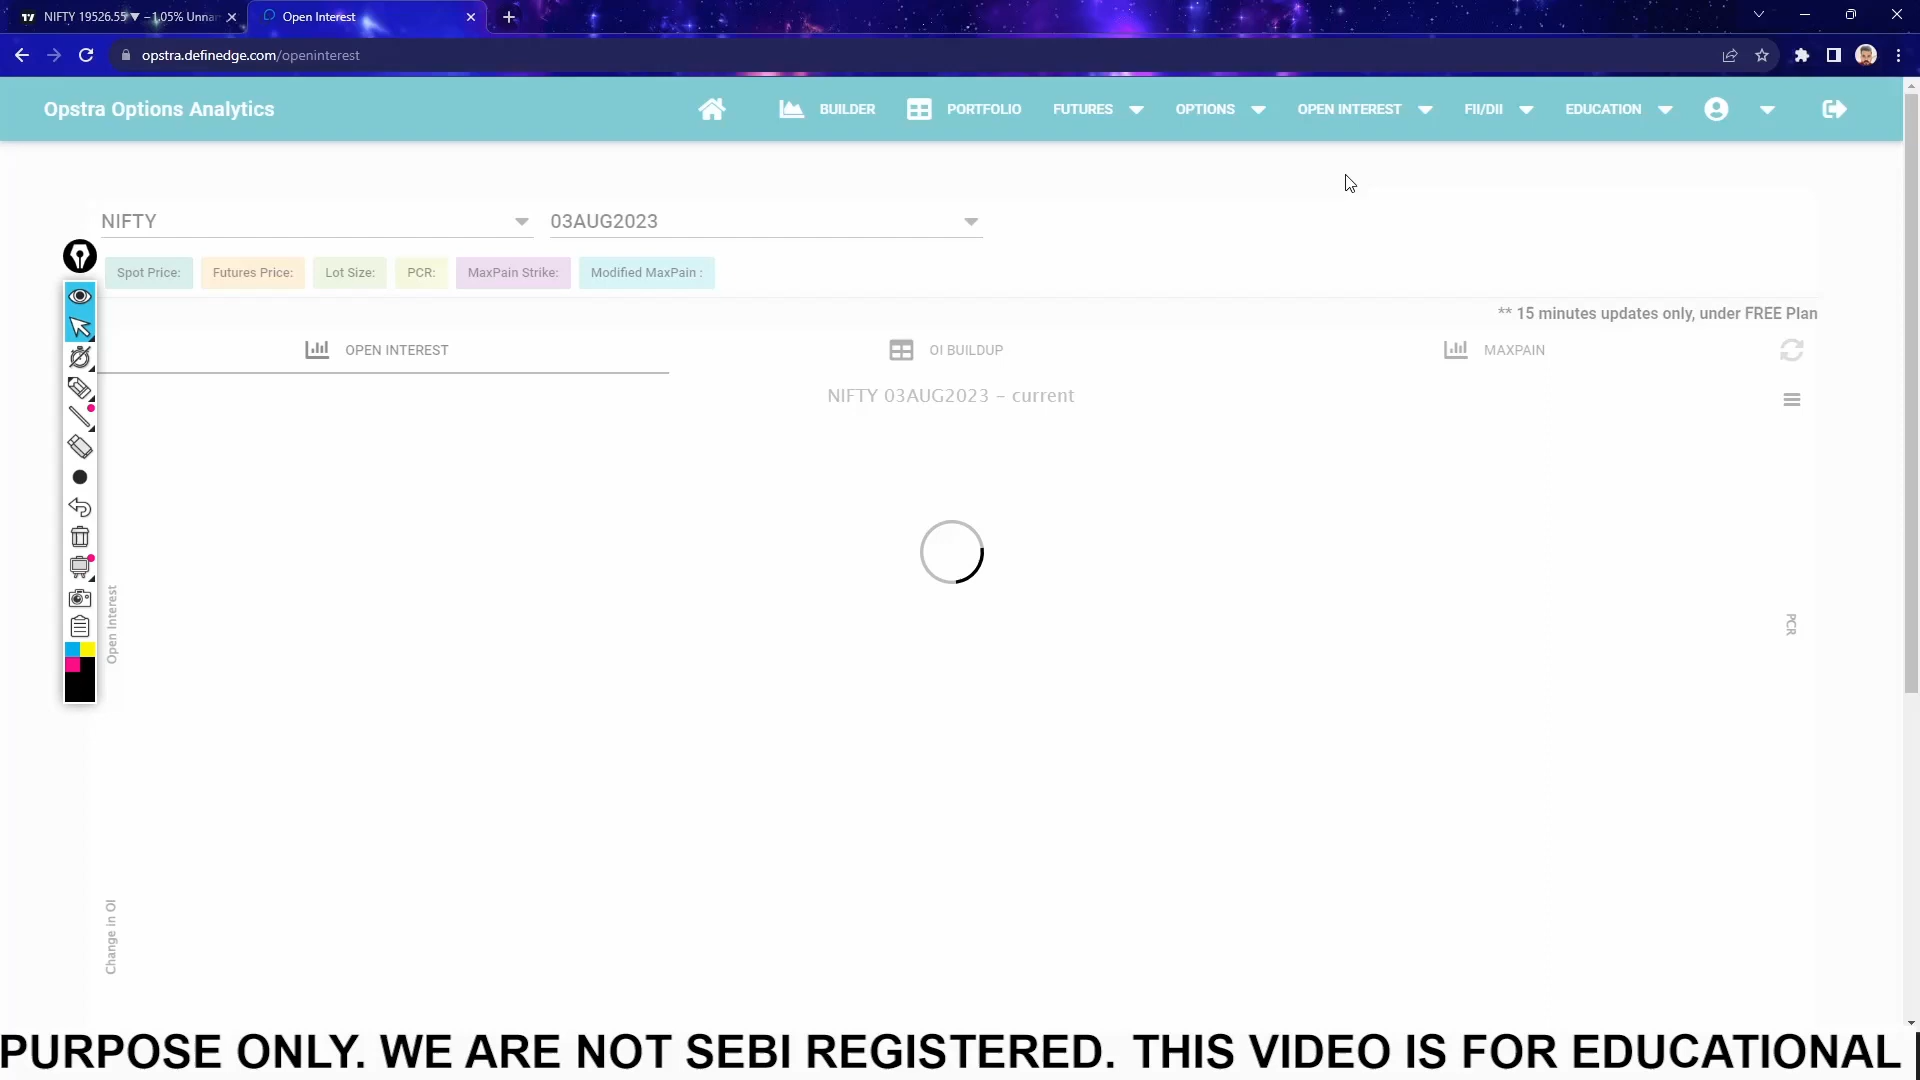 NIFTY 19526.55 ▼ −1.05% Unnar
Open Interest
opstra.definedge.com/openinterest
Opstra Options Analytics
BUILDER
PORTFOLIO
FUTURES
OPTIONS
OPEN INTEREST
FII/DII
EDUCATION
NIFTY
03AUG2023
Spot Price:
Futures Price:
Lot Size:
PCR:
MaxPain Strike:
Modified MaxPain :
** 15 minutes updates only, under FREE Plan
OPEN INTEREST
OI BUILDUP
MAXPAIN
NIFTY 03AUG2023 – current
Open Interest
PCR
Change in OI
PURPOSE ONLY. WE ARE NOT SEBI REGISTERED. THIS VIDEO IS FOR EDUCATIONAL